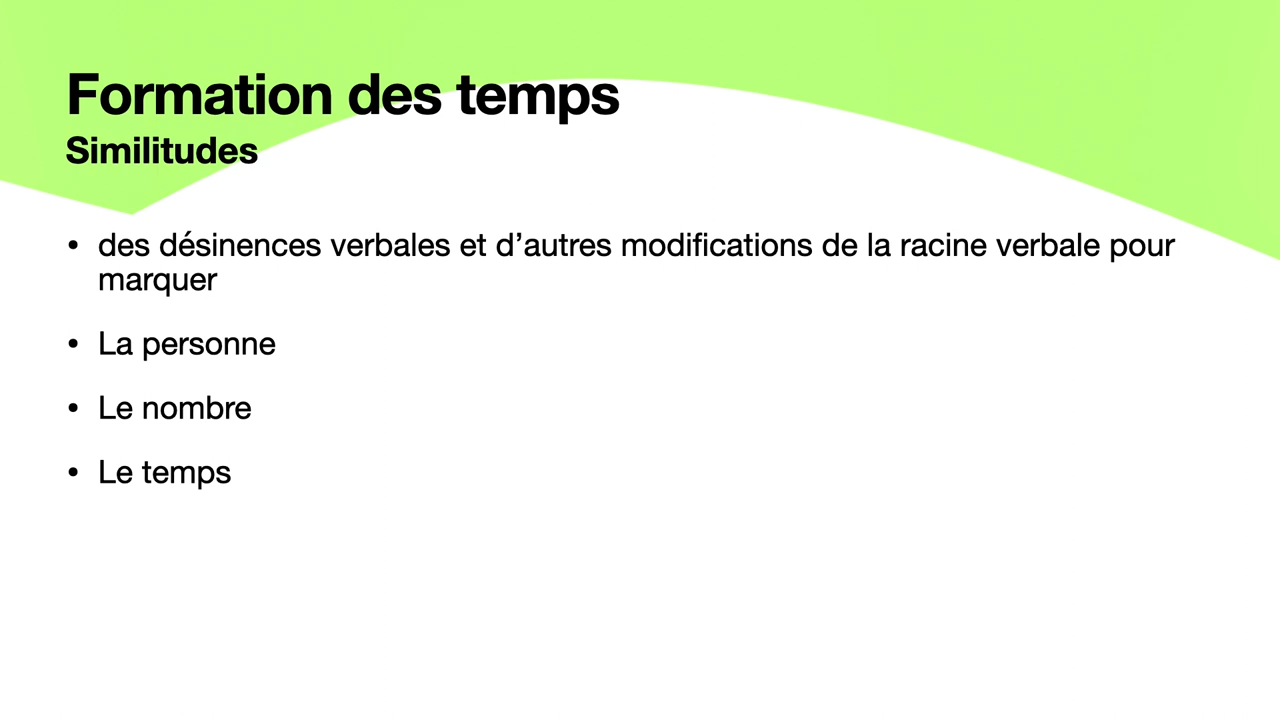 Formation des temps
Similitudes
• des désinences verbales et d’autres modifications de la racine verbale pour
marquer
• La personne
• Le nombre
• Le temps